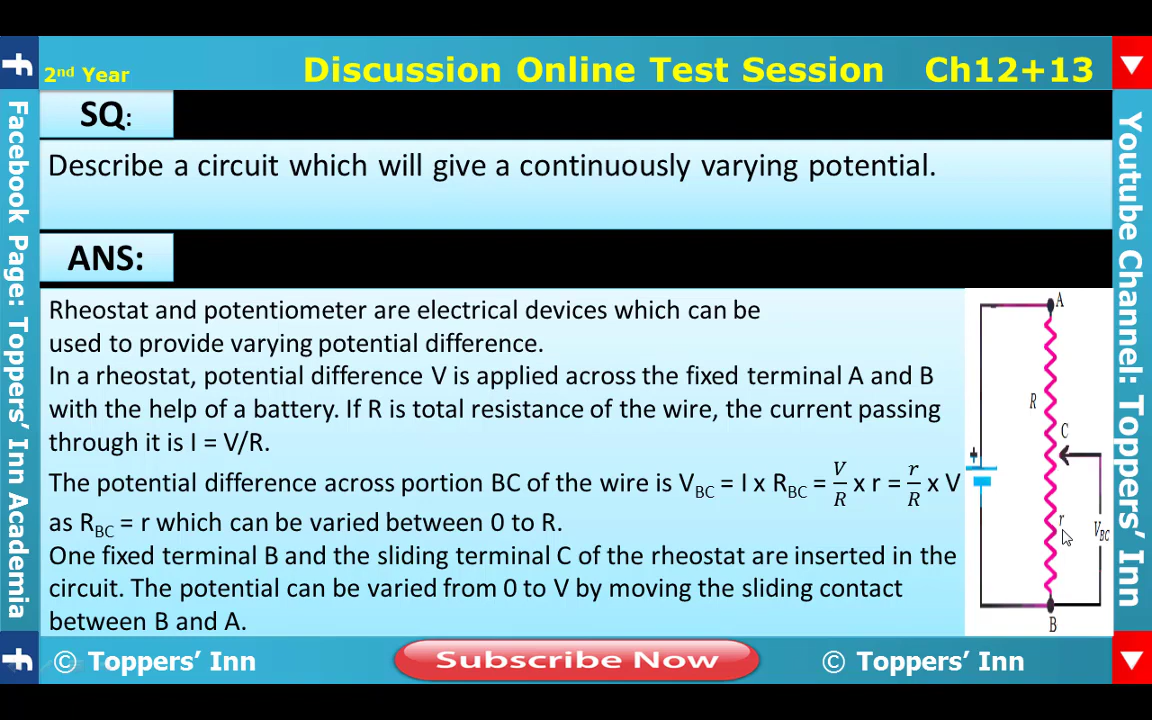 2nd Year
Discussion Online Test Session Ch12+13
SQ:
Describe a circuit which will give a continuously varying potential.
ANS:
Rheostat and potentiometer are electrical devices which can be
used to provide varying potential difference.
In a rheostat, potential difference V is applied across the fixed terminal A and B
with the help of a battery. If R is total resistance of the wire, the current passing
through it is I = V/R.
The potential difference across portion BC of the wire is V_BC = I x R_BC = V/R x r = r/R x V
as R_BC = r which can be varied between 0 to R.
One fixed terminal B and the sliding terminal C of the rheostat are inserted in the
circuit. The potential can be varied from 0 to V by moving the sliding contact
between B and A.
A
R
C
+
r
V_BC
B
f
Facebook Page: Toppers' Inn Academia
f
Youtube Channel: Toppers' Inn
© Toppers' Inn
Subscribe Now
© Toppers' Inn